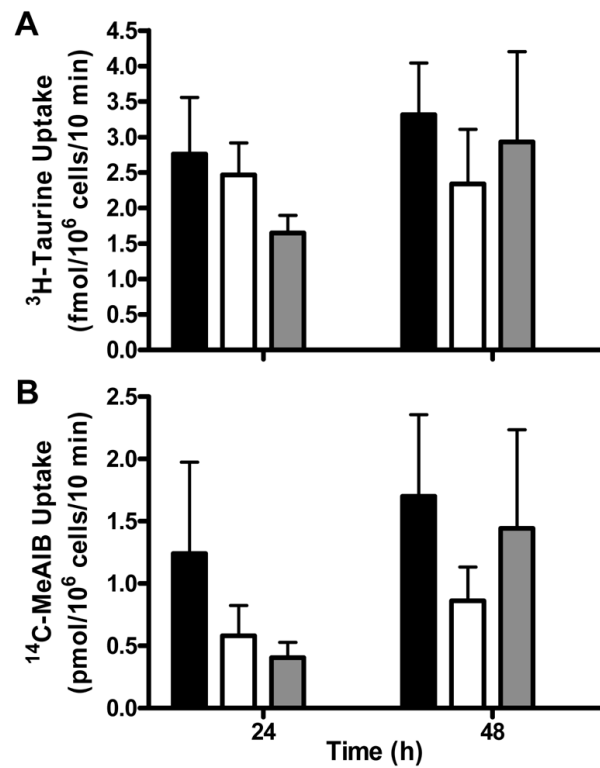 A
4.5
4.0
3.5
3.0
2.5
2.0
1.5
1.0
0.5
0.0
³H-Taurine Uptake
(fmol/10⁶ cells/10 min)
B
2.5
2.0
1.5
1.0
0.5
0.0
¹⁴C-MeAIB Uptake
(pmol/10⁶ cells/10 min)
24
48
Time (h)